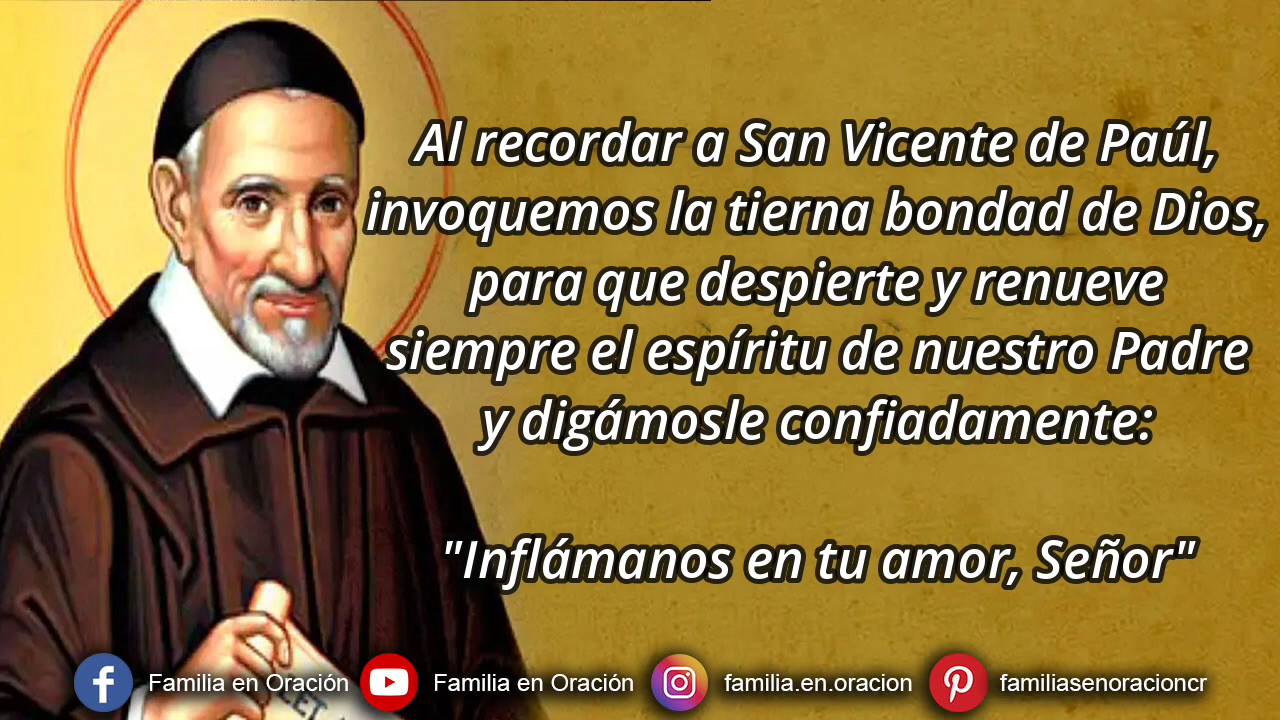 Al recordar a San Vicente de Paúl,
invoquemos la tierna bondad de Dios,
para que despierte y renueve
siempre el espíritu de nuestro Padre
y digámosle confiadamente:
"Inflámanos en tu amor, Señor"
Familia en Oración
Familia en Oración
familia.en.oracion
familiasenoracioncr